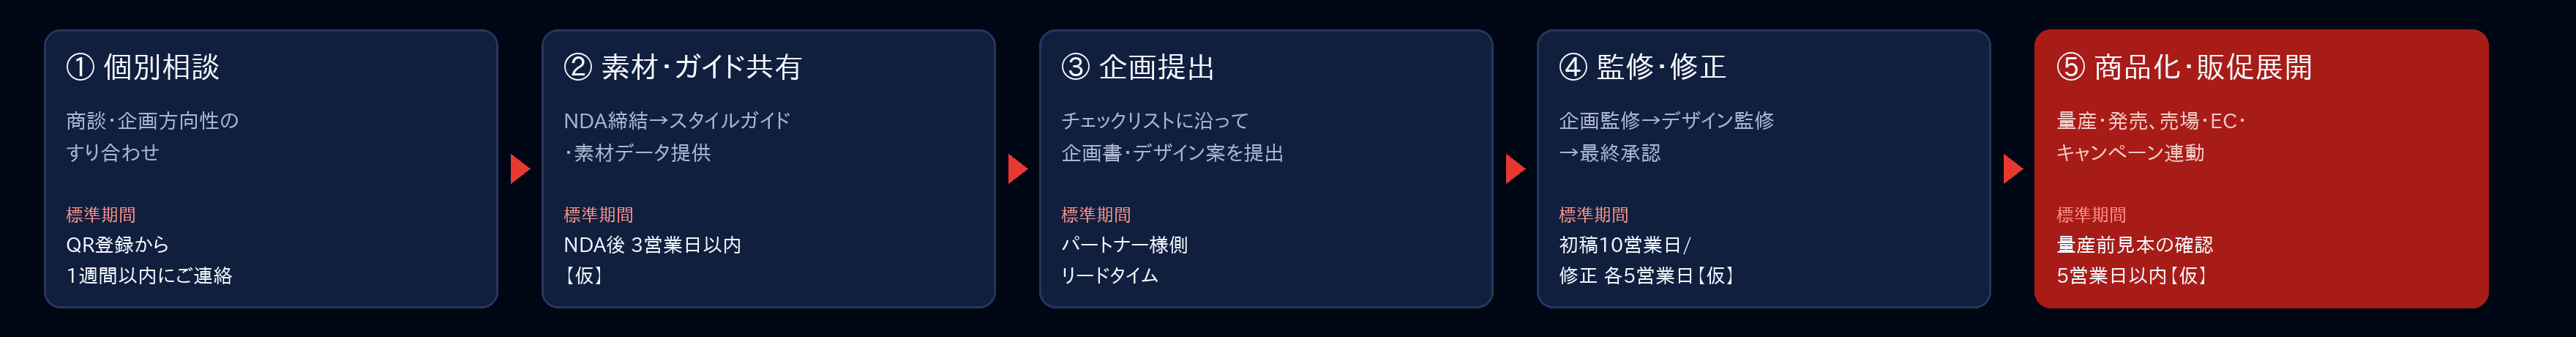 ① 個別相談
商談・企画方向性の
すり合わせ
標準期間
QR登録から
1週間以内にご連絡
② 素材・ガイド共有
NDA締結→スタイルガイド
・素材データ提供
標準期間
NDA後 3営業日以内
【仮】
③ 企画提出
チェックリストに沿って
企画書・デザイン案を提出
標準期間
パートナー様側
リードタイム
④ 監修・修正
企画監修→デザイン監修
→最終承認
標準期間
初稿10営業日/
修正 各5営業日【仮】
⑤ 商品化・販促展開
量産・発売、売場・EC・
キャンペーン連動
標準期間
量産前見本の確認
5営業日以内【仮】